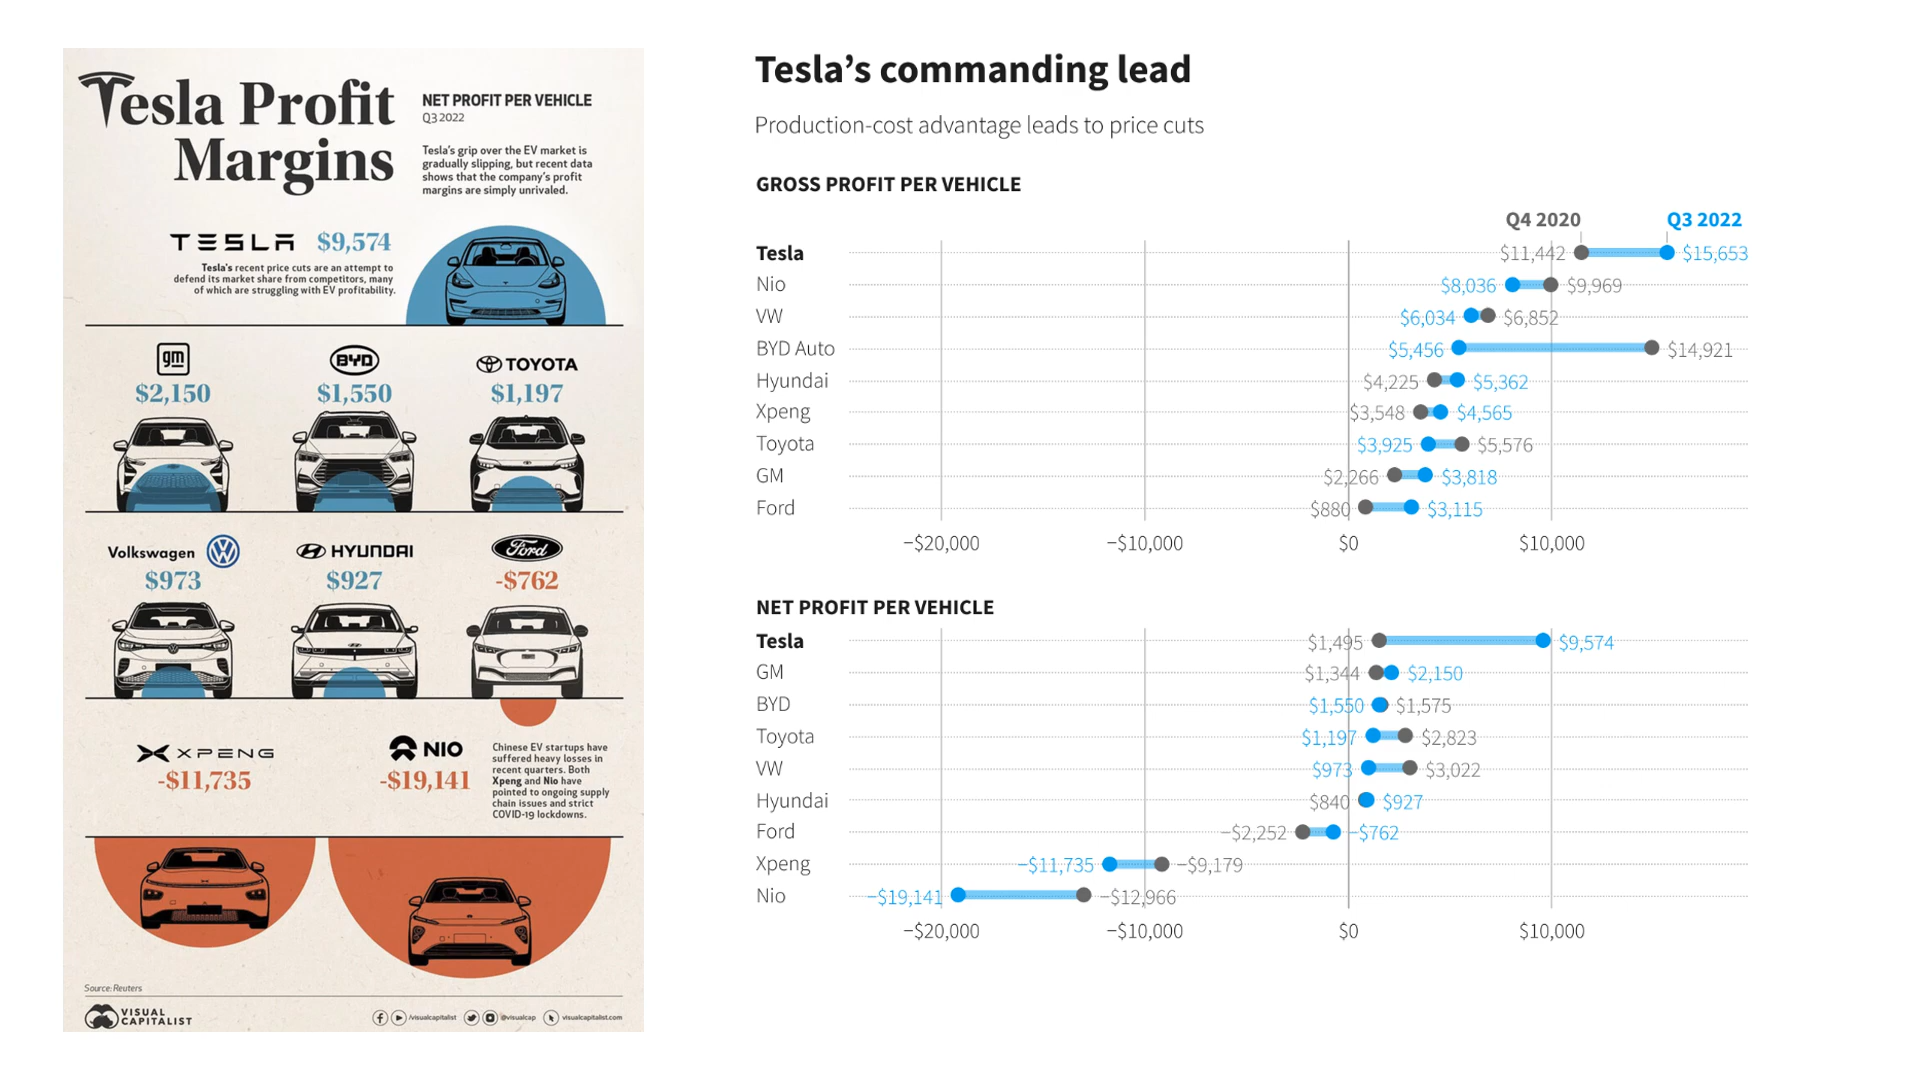 Tesla Profit
Margins
NET PROFIT PER VEHICLE
Q3 2022
Tesla's grip over the EV market is
gradually slipping, but recent data
shows that the company's profit
margins are simply unrivaled.
TESLA $9,574
Tesla's recent price cuts are an attempt to
defend its market share from competitors, many
of which are struggling with EV profitability.
gm
$2,150
BYD
$1,550
TOYOTA
$1,197
Volkswagen
$973
HYUNDAI
$927
Ford
-$762
XPENG
-$11,735
NIO
-$19,141
Chinese EV startups have
suffered heavy losses in
recent quarters. Both
Xpeng and Nio have
pointed to ongoing supply
chain issues and strict
COVID-19 lockdowns.
Source: Reuters
VISUAL
CAPITALIST
/visualcapitalist
@visualcap
visualcapitalist.com
Tesla’s commanding lead
Production-cost advantage leads to price cuts
GROSS PROFIT PER VEHICLE
Q4 2020 Q3 2022
Tesla $11,442 $15,653
Nio $8,036 $9,969
VW $6,034 $6,852
BYD Auto $5,456 $14,921
Hyundai $4,225 $5,362
Xpeng $3,548 $4,565
Toyota $3,925 $5,576
GM $2,266 $3,818
Ford $880 $3,115
−$20,000 −$10,000 $0 $10,000
NET PROFIT PER VEHICLE
Tesla $1,495 $9,574
GM $1,344 $2,150
BYD $1,550 $1,575
Toyota $1,197 $2,823
VW $973 $3,022
Hyundai $840 $927
Ford −$2,252 −$762
Xpeng −$11,735 −$9,179
Nio −$19,141 −$12,966
−$20,000 −$10,000 $0 $10,000